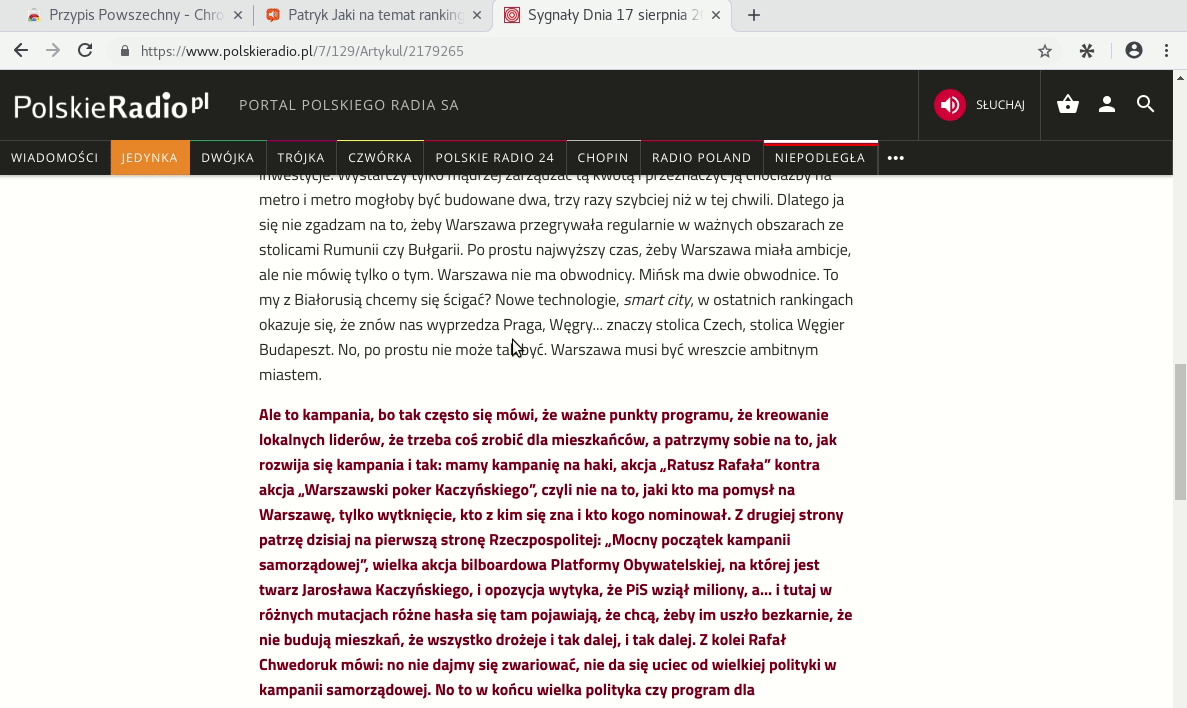 Przypis Powszechny - Chro
Patryk Jaki na temat ranking
Sygnały Dnia 17 sierpnia 2
https://www.polskieradio.pl/7/129/Artykul/2179265
PolskieRadio.pl
PORTAL POLSKIEGO RADIA SA
SŁUCHAJ
WIADOMOŚCI JEDYNKA DWÓJKA TRÓJKA CZWÓRKA POLSKIE RADIO 24 CHOPIN RADIO POLAND NIEPODLEGŁA
inwestycje. Wystarczy tylko mądrzej zarządzać tą kwotą i przeznaczyć ją chociażby na
metro i metro mogłoby być budowane dwa, trzy razy szybciej niż w tej chwili. Dlatego ja
się nie zgadzam na to, żeby Warszawa przegrywała regularnie w ważnych obszarach ze
stolicami Rumunii czy Bułgarii. Po prostu najwyższy czas, żeby Warszawa miała ambicje,
ale nie mówię tylko o tym. Warszawa nie ma obwodnicy. Mińsk ma dwie obwodnice. To
my z Białorusią chcemy się ścigać? Nowe technologie, smart city, w ostatnich rankingach
okazuje się, że znów nas wyprzedza Praga, Węgry... znaczy stolica Czech, stolica Węgier
Budapeszt. No, po prostu nie może tak być. Warszawa musi być wreszcie ambitnym
miastem.
Ale to kampania, bo tak często się mówi, że ważne punkty programu, że kreowanie
lokalnych liderów, że trzeba coś zrobić dla mieszkańców, a patrzymy sobie na to, jak
rozwija się kampania i tak: mamy kampanię na haki, akcja „Ratusz Rafała” kontra
akcja „Warszawski poker Kaczyńskiego”, czyli nie na to, jaki kto ma pomysł na
Warszawę, tylko wytknięcie, kto z kim się zna i kto kogo nominował. Z drugiej strony
patrzę dzisiaj na pierwszą stronę Rzeczpospolitej: „Mocny początek kampanii
samorządowej”, wielka akcja bilboardowa Platformy Obywatelskiej, na której jest
twarz Jarosława Kaczyńskiego, i opozycja wytyka, że PiS wziął miliony, a... i tutaj w
różnych mutacjach różne hasła się tam pojawiają, że chcą, żeby im uszło bezkarnie, że
nie budują mieszkań, że wszystko drożeje i tak dalej, i tak dalej. Z kolei Rafał
Chwedoruk mówi: no nie dajmy się zwariować, nie da się uciec od wielkiej polityki w
kampanii samorządowej. No to w końcu wielka polityka czy program dla